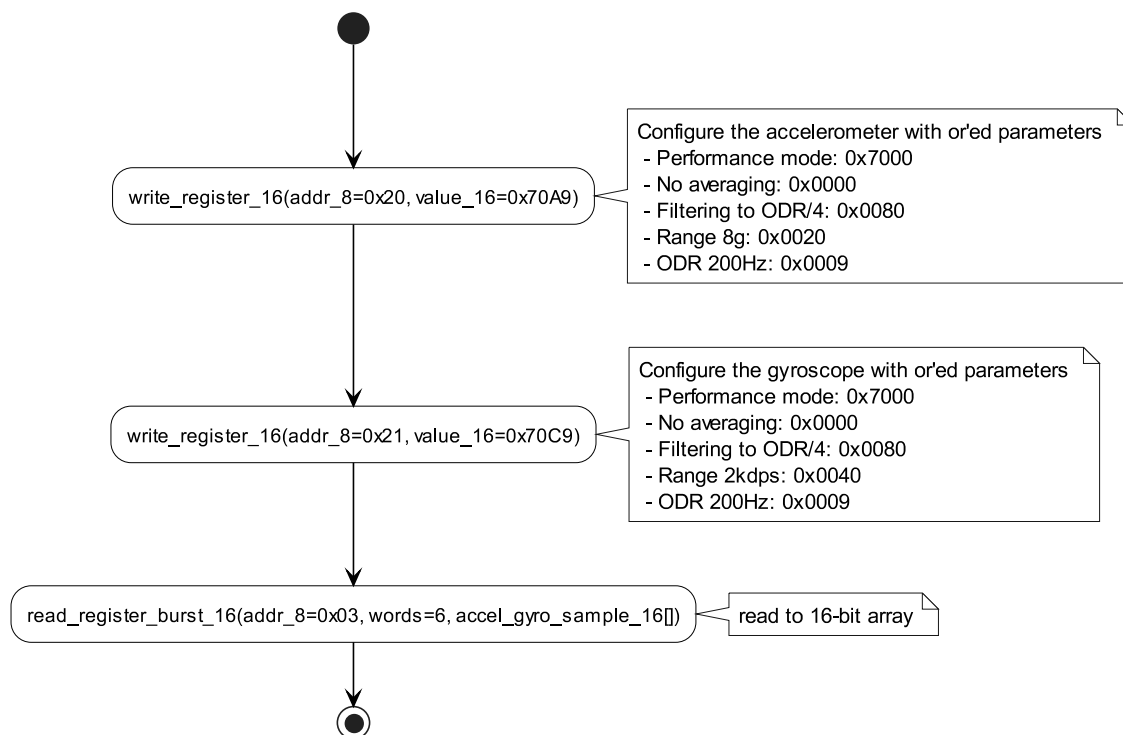 Configure the accelerometer with or'ed parameters
- Performance mode: 0x7000
- No averaging: 0x0000
- Filtering to ODR/4: 0x0080
- Range 8g: 0x0020
- ODR 200Hz: 0x0009
write_register_16(addr_8=0x20, value_16=0x70A9)
Configure the gyroscope with or'ed parameters
- Performance mode: 0x7000
- No averaging: 0x0000
- Filtering to ODR/4: 0x0080
- Range 2kdps: 0x0040
- ODR 200Hz: 0x0009
write_register_16(addr_8=0x21, value_16=0x70C9)
read_register_burst_16(addr_8=0x03, words=6, accel_gyro_sample_16[])
read to 16-bit array